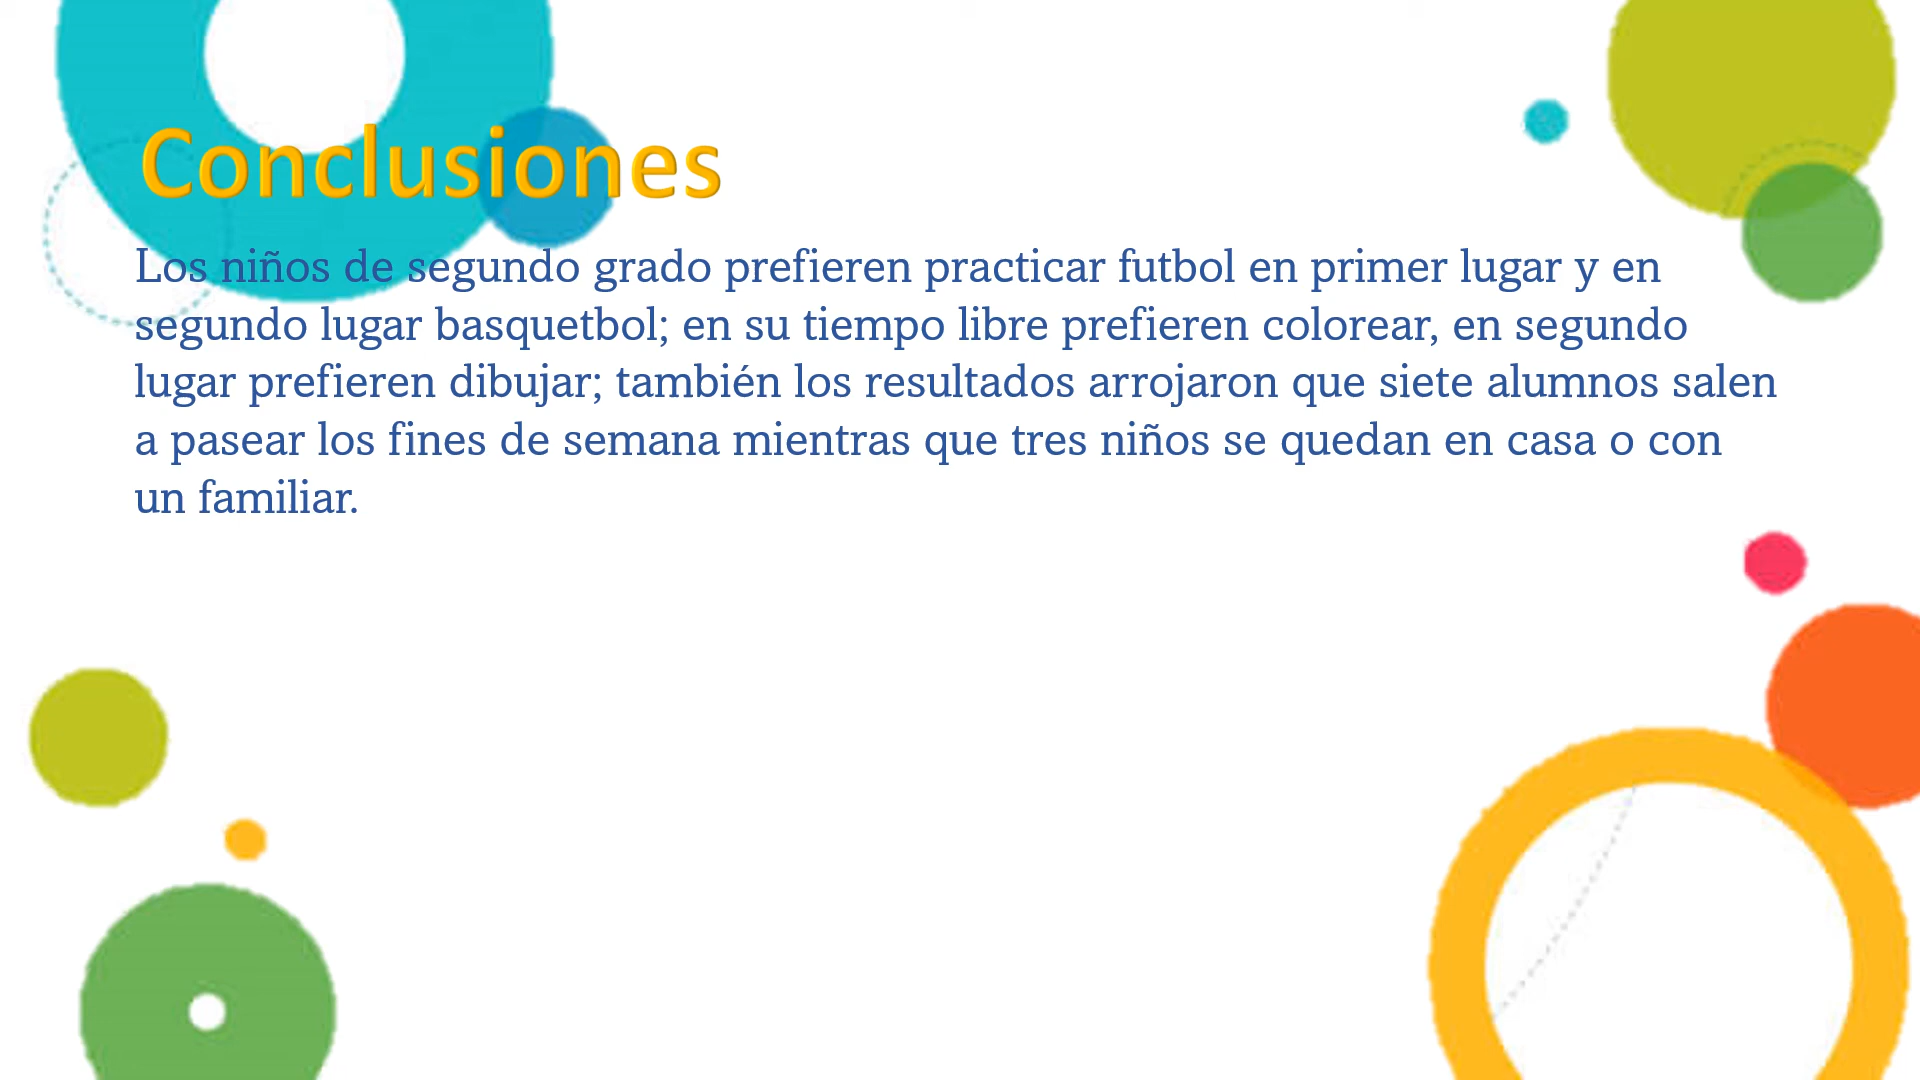 Conclusiones
Los niños de segundo grado prefieren practicar futbol en primer lugar y en
segundo lugar basquetbol; en su tiempo libre prefieren colorear, en segundo
lugar prefieren dibujar; también los resultados arrojaron que siete alumnos salen
a pasear los fines de semana mientras que tres niños se quedan en casa o con
un familiar.